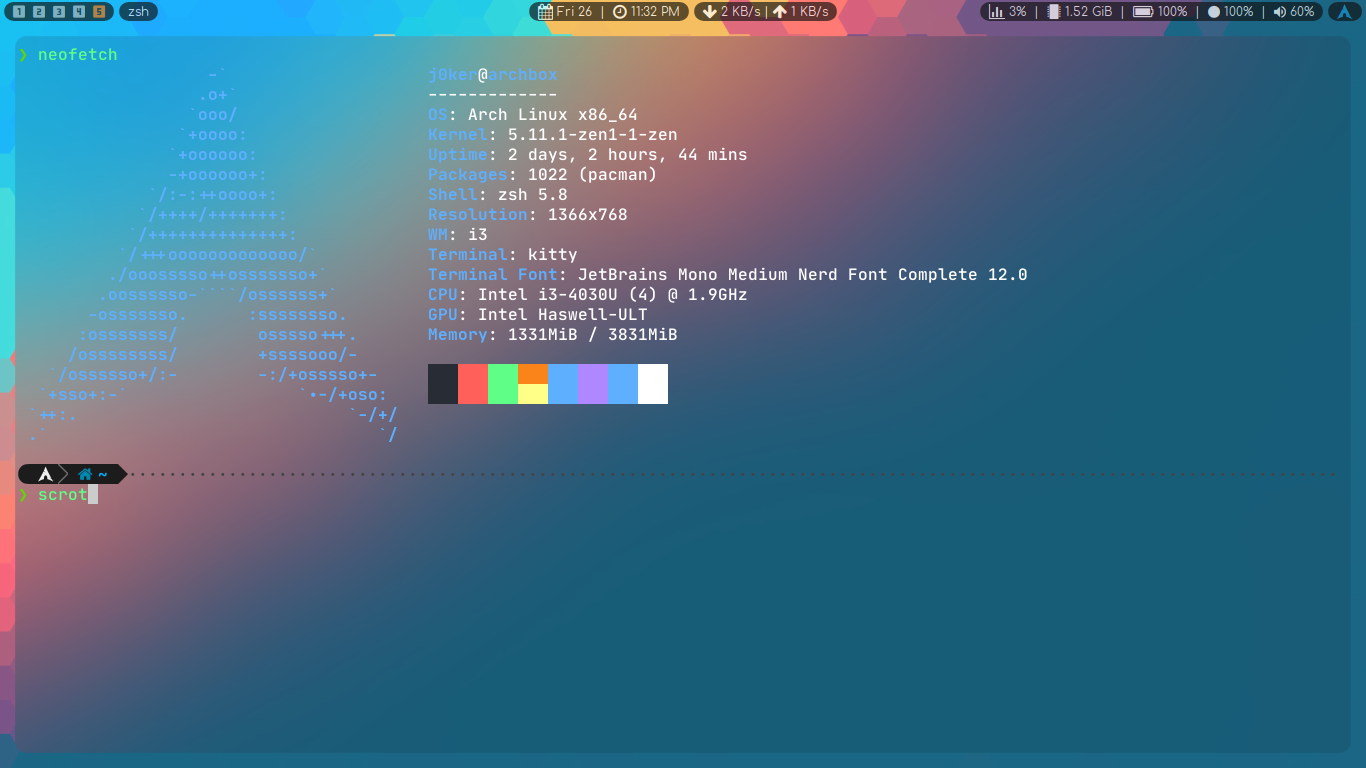 1 2 3 4 5 zsh Fri 26 | 11:32 PM 2 KB/s | 1 KB/s 3% | 1.52 GiB | 100% | 100% | 60%
❯ neofetch
-`
.o+`
`ooo/
`+oooo:
`+oooooo:
-+oooooo+:
`/:-:++oooo+:
`/++++/+++++++:
`/++++++++++++++:
`/+++ooooooooooooo/`
./ooosssso++osssssso+`
.oossssso-````/ossssss+`
-osssssso. :ssssssso.
:osssssss/ osssso+++.
/ossssssss/ +ssssooo/-
`/ossssso+/:- -:/+osssso+-
`+sso+:-` `.-/+oso:
`++:. `-/+/
.` `/
j0ker@archbox
-------------
OS: Arch Linux x86_64
Kernel: 5.11.1-zen1-1-zen
Uptime: 2 days, 2 hours, 44 mins
Packages: 1022 (pacman)
Shell: zsh 5.8
Resolution: 1366x768
WM: i3
Terminal: kitty
Terminal Font: JetBrains Mono Medium Nerd Font Complete 12.0
CPU: Intel i3-4030U (4) @ 1.9GHz
GPU: Intel Haswell-ULT
Memory: 1331MiB / 3831MiB
~
❯ scrot